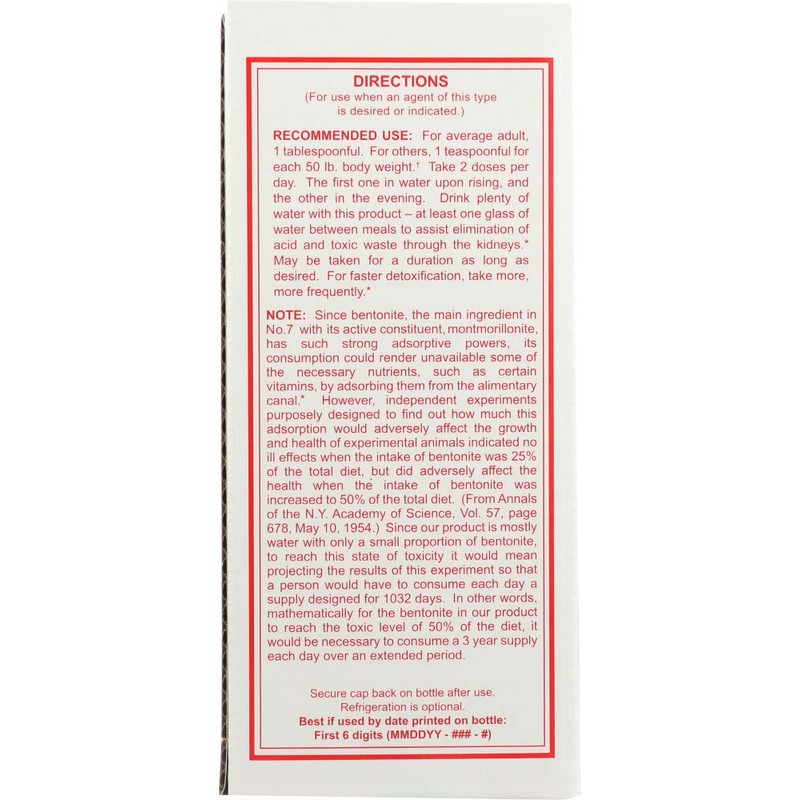 DIRECTIONS
(For use when an agent of this type
is desired or indicated.)
RECOMMENDED USE: For average adult,
1 tablespoonful. For others, 1 teaspoonful for
each 50 lb. body weight.† Take 2 doses per
day. The first one in water upon rising, and
the other in the evening. Drink plenty of
water with this product – at least one glass of
water between meals to assist elimination of
acid and toxic waste through the kidneys.*
May be taken for a duration as long as
desired. For faster detoxification, take more,
more frequently.*
NOTE: Since bentonite, the main ingredient in
No.7 with its active constituent, montmorillonite,
has such strong adsorptive powers, its
consumption could render unavailable some of
the necessary nutrients, such as certain
vitamins, by adsorbing them from the alimentary
canal.* However, independent experiments
purposely designed to find out how much this
adsorption would adversely affect the growth
and health of experimental animals indicated no
ill effects when the intake of bentonite was 25%
of the total diet, but did adversely affect the
health when the intake of bentonite was
increased to 50% of the total diet. (From Annals
of the N.Y. Academy of Science, Vol. 57, page
678, May 10, 1954.) Since our product is mostly
water with only a small proportion of bentonite,
to reach this state of toxicity it would mean
projecting the results of this experiment so that
a person would have to consume each day a
supply designed for 1032 days. In other words,
mathematically for the bentonite in our product
to reach the toxic level of 50% of the diet, it
would be necessary to consume a 3 year supply
each day over an extended period.
Secure cap back on bottle after use.
Refrigeration is optional.
Best if used by date printed on bottle:
First 6 digits (MMDDYY - ### - #)